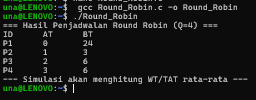 una@LENOVO:~$ gcc Round_Robin.c -o Round_Robin
una@LENOVO:~$ ./Round_Robin
=== Hasil Penjadwalan Round Robin (Q=4) ===
ID AT BT
P1 0 24
P2 1 3
P3 2 6
P4 3 6
--- Simulasi akan menghitung WT/TAT rata-rata ---
una@LENOVO:~$